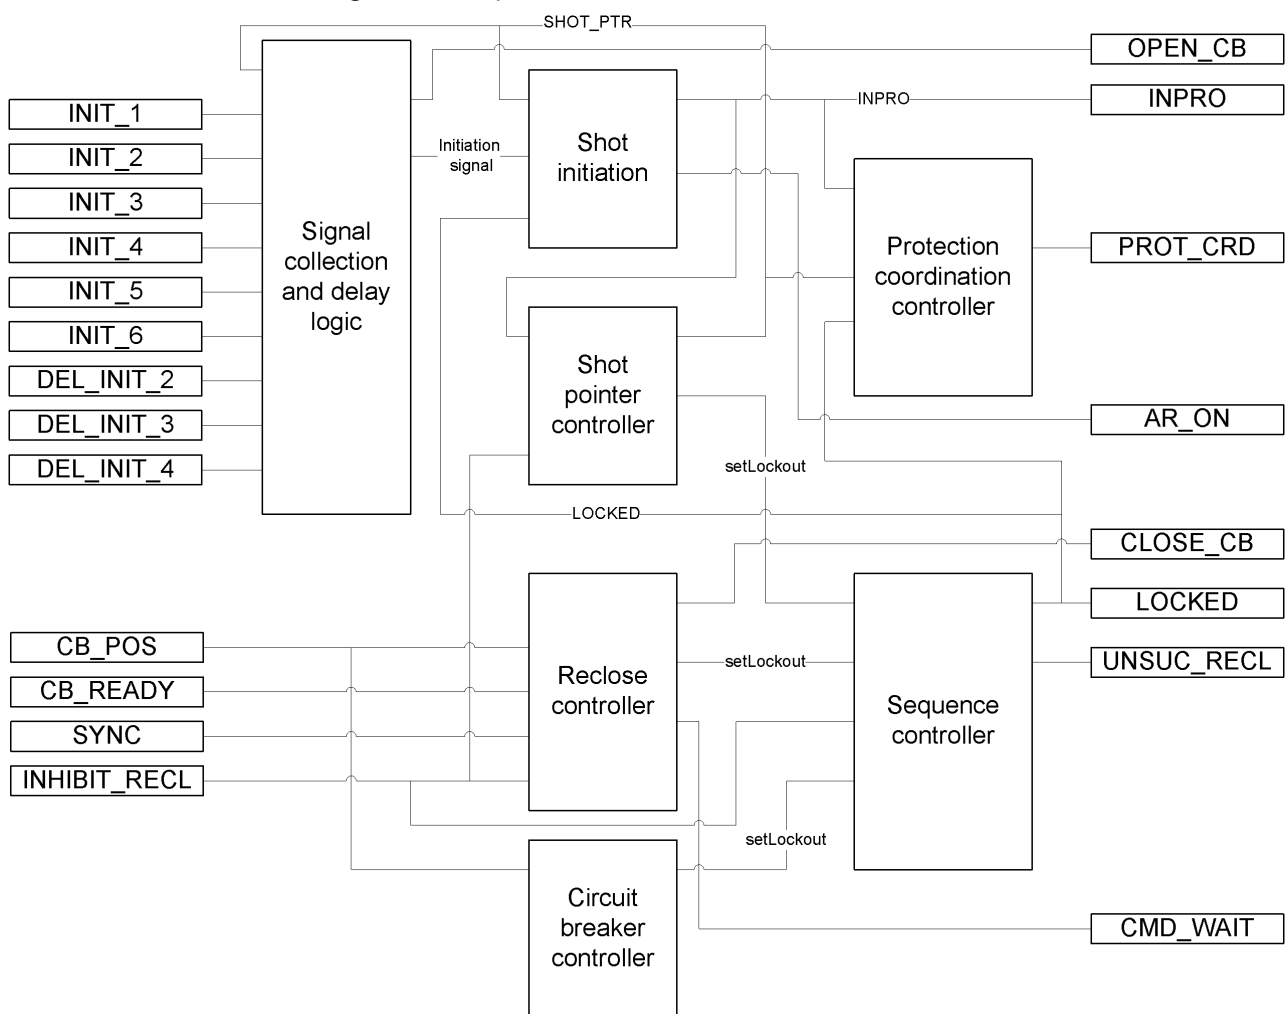 SHOT_PTR
OPEN_CB
INIT_1
INPRO
INPRO
INIT_2
Initiation
signal
Shot
initiation
INIT_3
INIT_4
Signal
collection
and delay
logic
Protection
coordination
controller
PROT_CRD
INIT_5
INIT_6
DEL_INIT_2
Shot
pointer
controller
DEL_INIT_3
AR_ON
DEL_INIT_4
setLockout
LOCKED
CLOSE_CB
LOCKED
CB_POS
Reclose
controller
setLockout
UNSUC_RECL
CB_READY
Sequence
controller
SYNC
INHIBIT_RECL
setLockout
Circuit
breaker
controller
CMD_WAIT